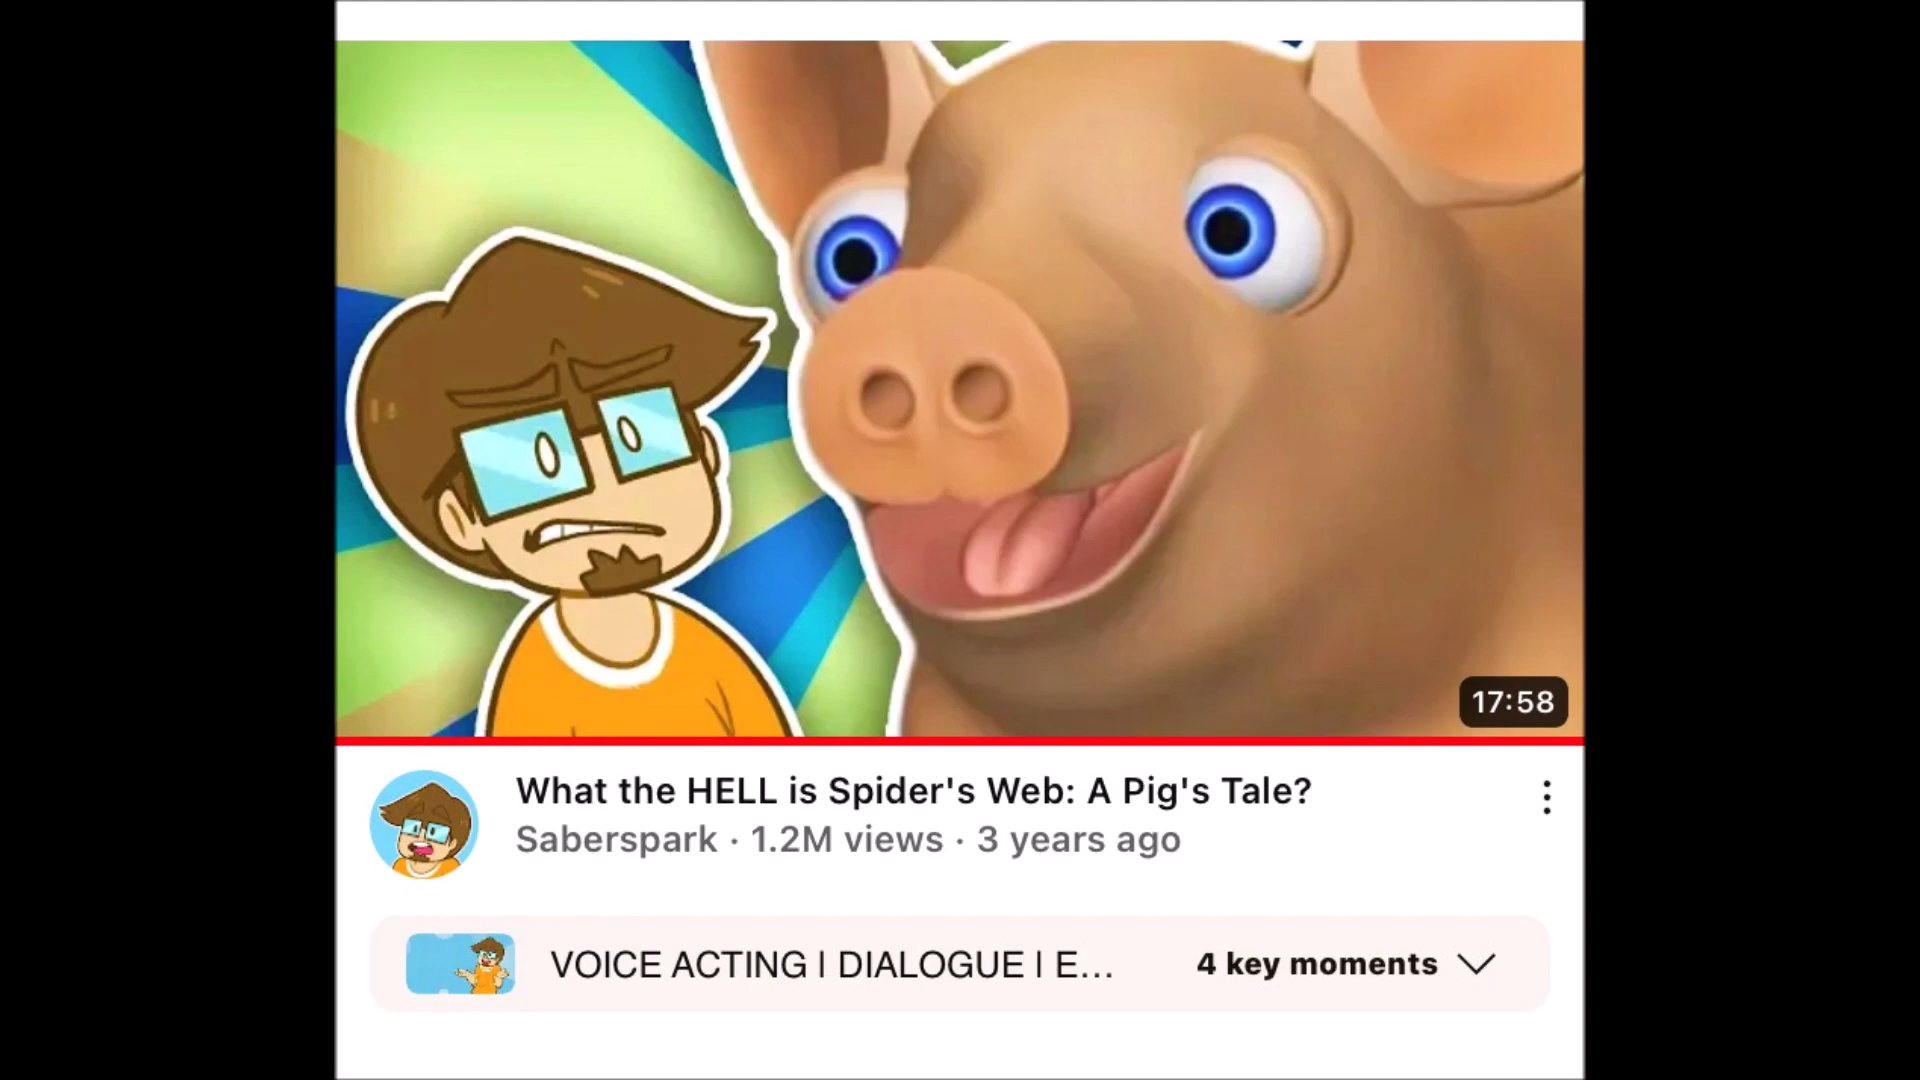 17:58
What the HELL is Spider's Web: A Pig's Tale?
Saberspark · 1.2M views · 3 years ago
VOICE ACTING | DIALOGUE | E... 4 key moments